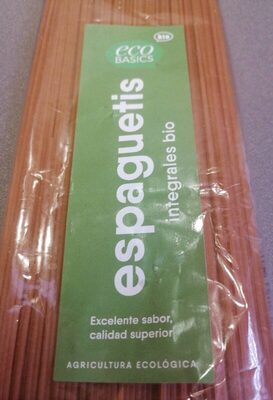 BIO
eco
BASICS
espaguetis
integrales bio
Excelente sabor,
calidad superior
AGRICULTURA ECOLÓGICA